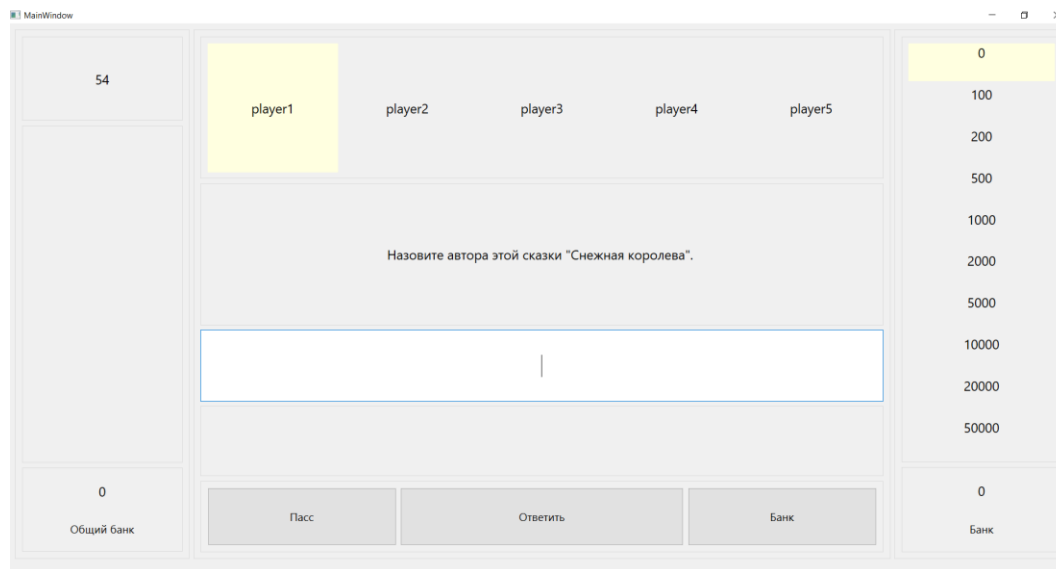 MainWindow
54
player1
player2
player3
player4
player5
Назовите автора этой сказки "Снежная королева".
0
Общий банк
Пасс
Ответить
Банк
0
100
200
500
1000
2000
5000
10000
20000
50000
0
Банк